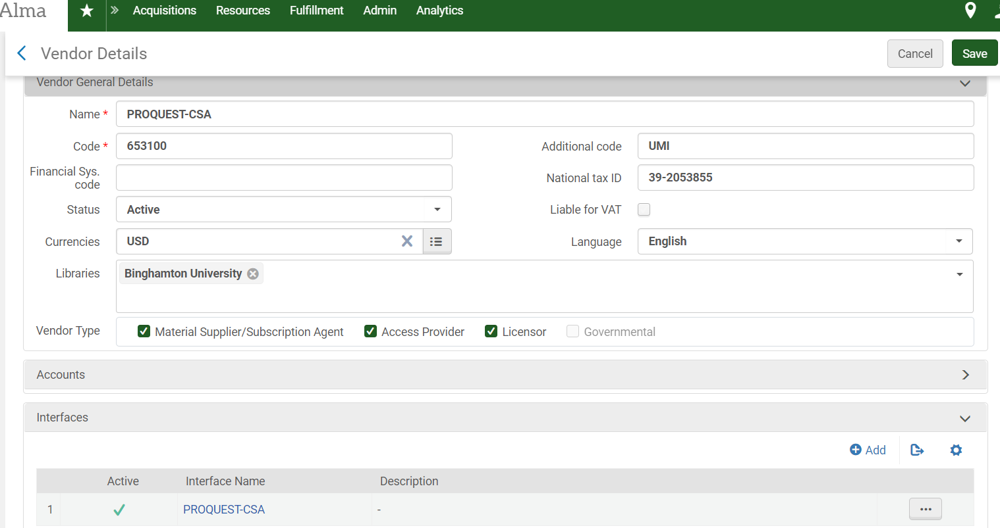 Alma
Acquisitions Resources Fulfillment Admin Analytics
Vendor Details
Cancel Save
Vendor General Details
Name * PROQUEST-CSA
Code * 653100 Additional code UMI
Financial Sys. code National tax ID 39-2053855
Status Active Liable for VAT
Currencies USD Language English
Libraries Binghamton University
Vendor Type Material Supplier/Subscription Agent Access Provider Licensor Governmental
Accounts
Interfaces
Add
Active Interface Name Description
1 PROQUEST-CSA -